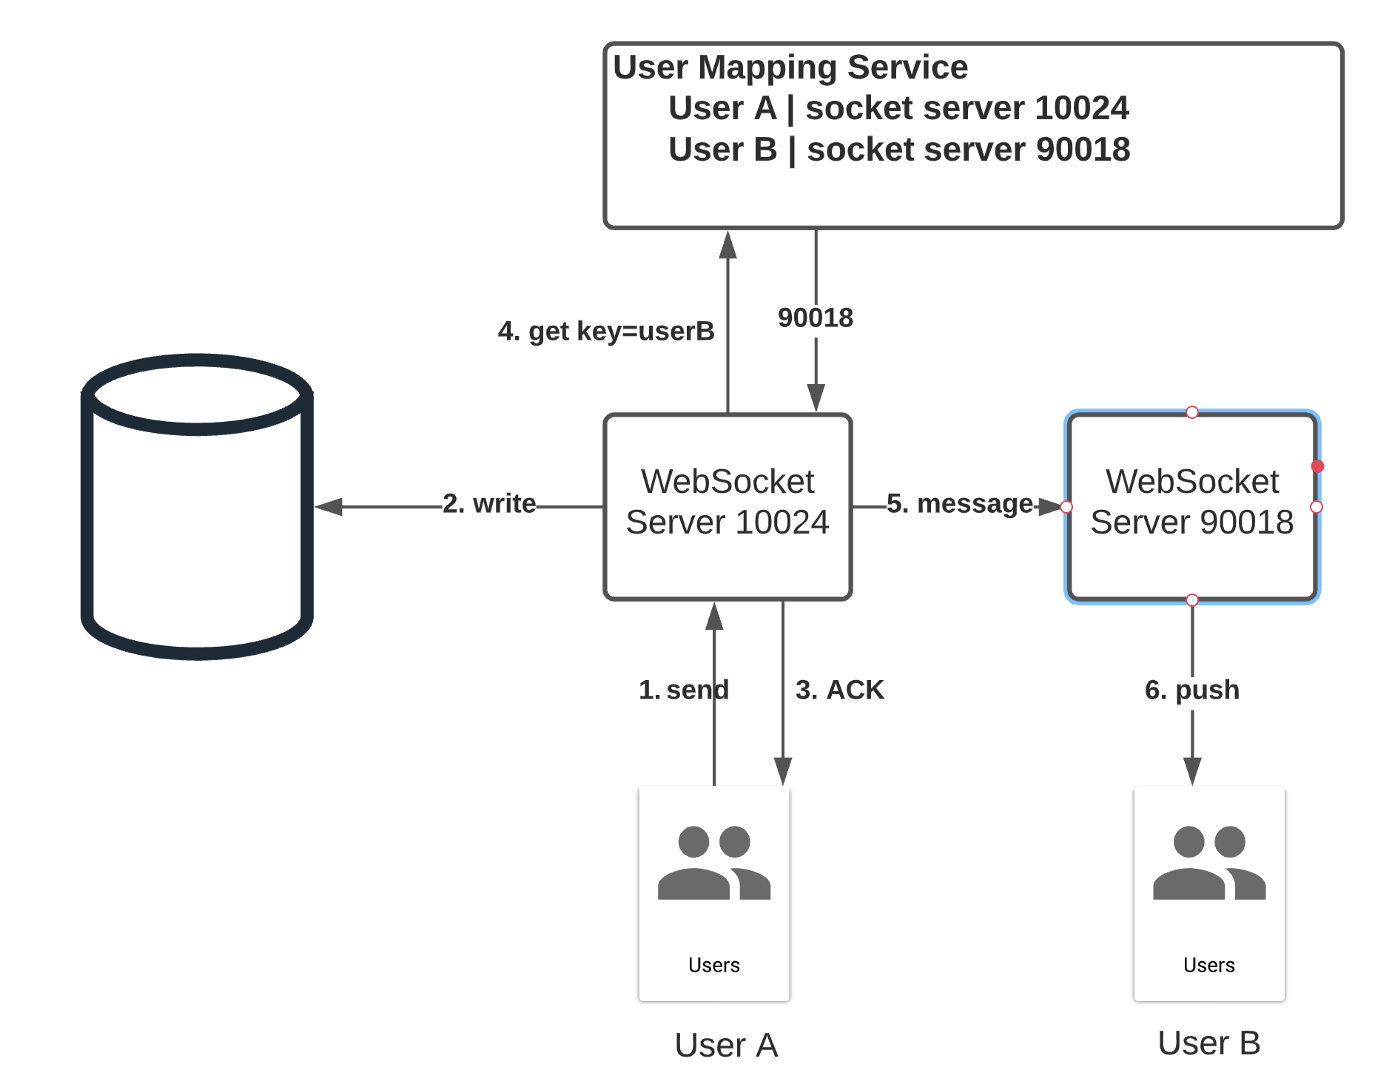 User Mapping Service
User A | socket server 10024
User B | socket server 90018
4. get key=userB
90018
2. write
WebSocket
Server 10024
5. message
WebSocket
Server 90018
1. send
3. ACK
6. push
Users
Users
User A
User B